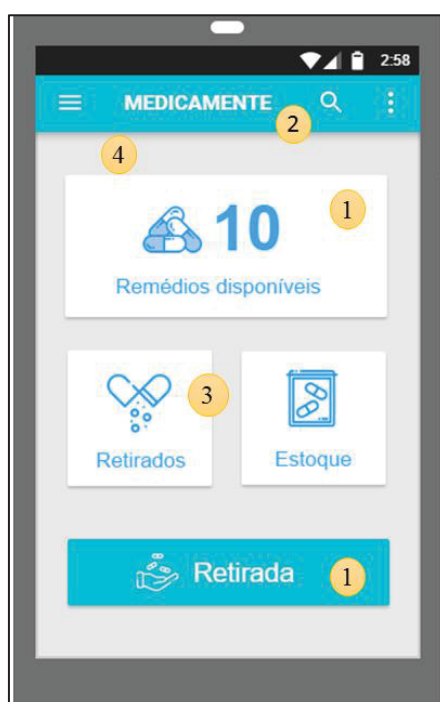 2:58
MEDICAMENTE
2
4
1
10
Remédios disponíveis
3
Retirados
Estoque
Retirada
1